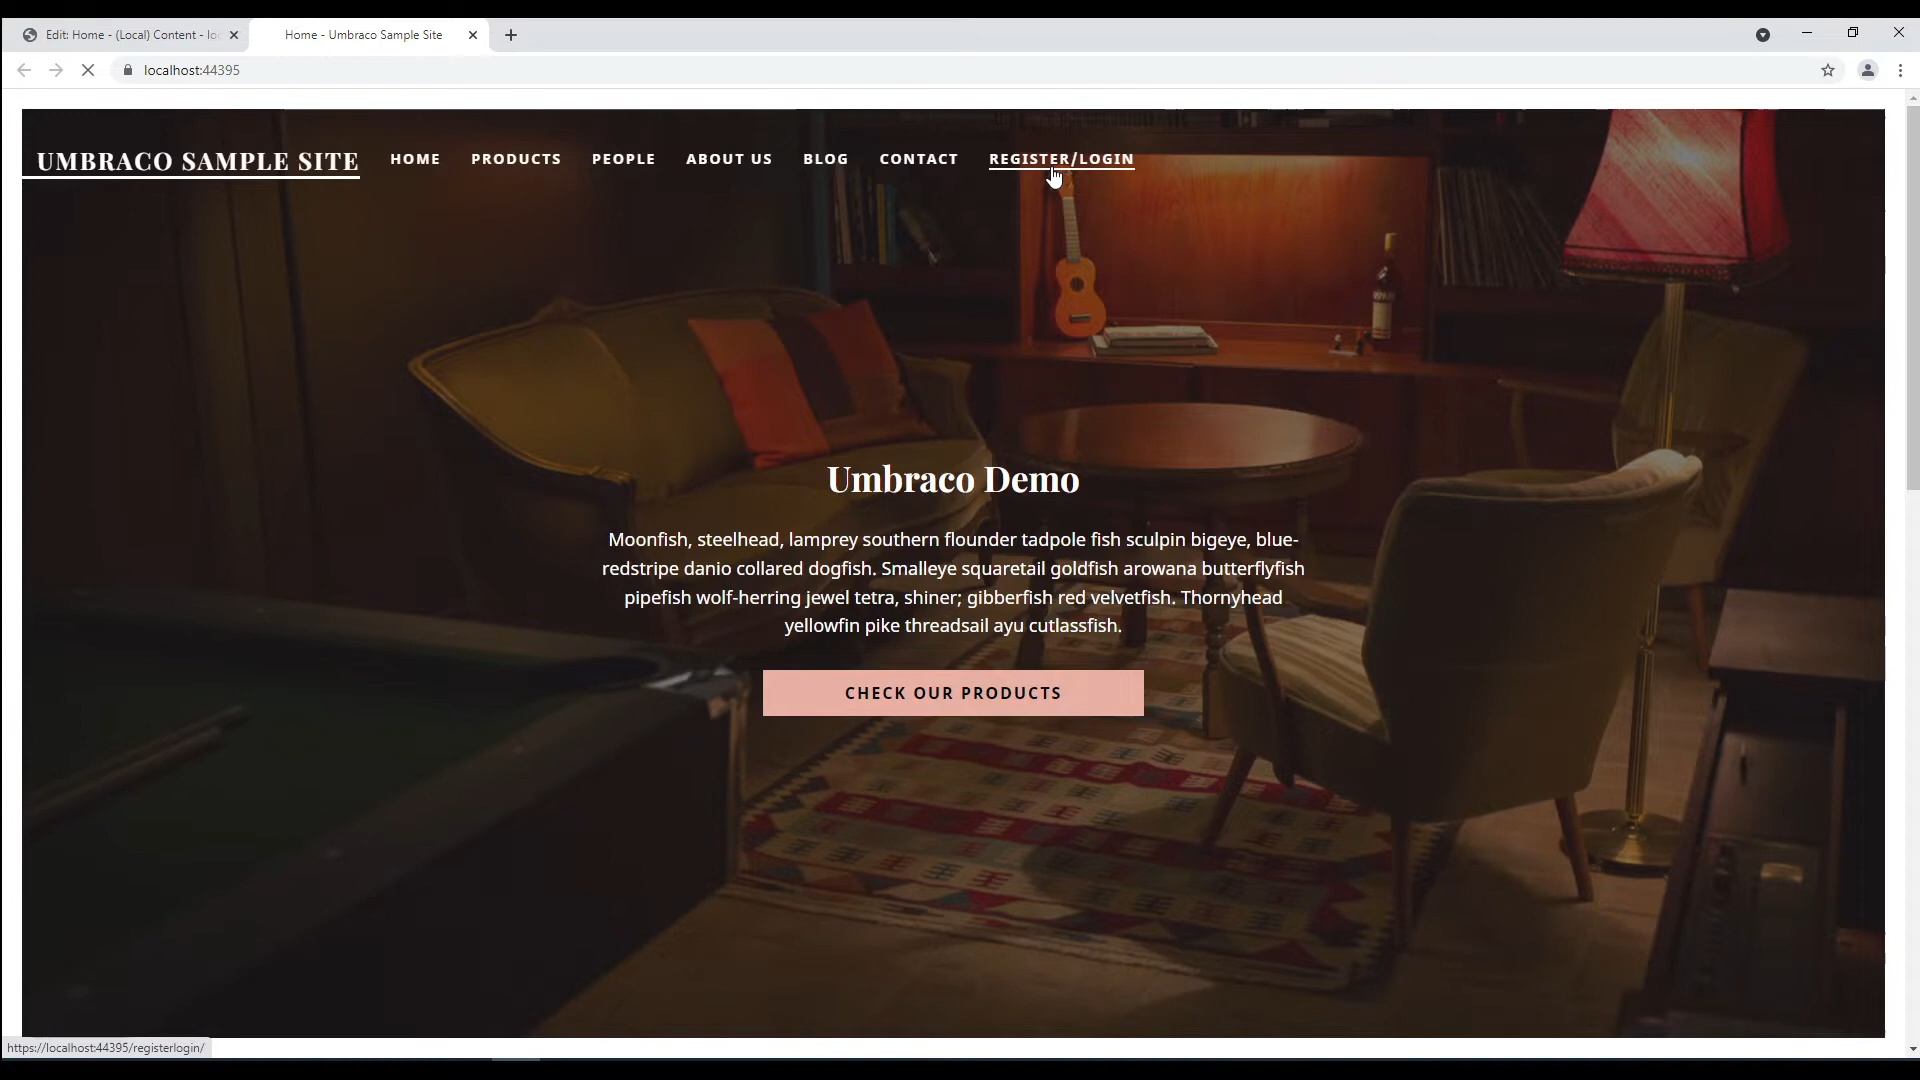 Edit: Home - (Local) Content - loc
Home - Umbraco Sample Site
localhost:44395
UMBRACO SAMPLE SITE
HOME
PRODUCTS
PEOPLE
ABOUT US
BLOG
CONTACT
REGISTER/LOGIN
Umbraco Demo
Moonfish, steelhead, lamprey southern flounder tadpole fish sculpin bigeye, blue-
redstripe danio collared dogfish. Smalleye squaretail goldfish arowana butterflyfish
pipefish wolf-herring jewel tetra, shiner; gibberfish red velvetfish. Thornyhead
yellowfin pike threadsail ayu cutlassfish.
CHECK OUR PRODUCTS
https://localhost:44395/registerlogin/